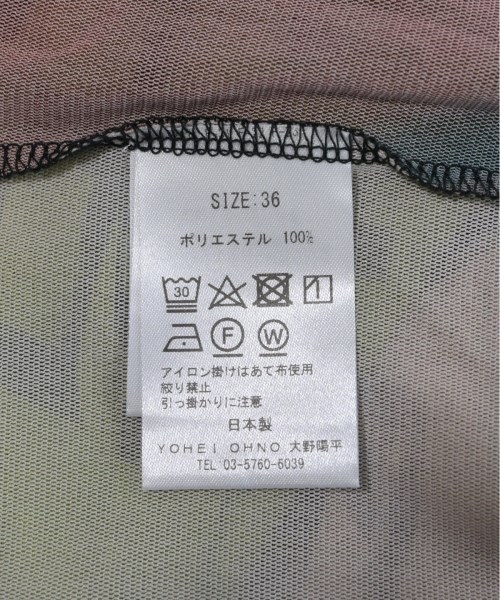 SIZE:36
ポリエステル 100%
30
F W
アイロン掛けはあて布使用
絞り禁止
引っ掛かりに注意
日本製
YOHEI OHNO 大野陽平
TEL 03-5760-6039